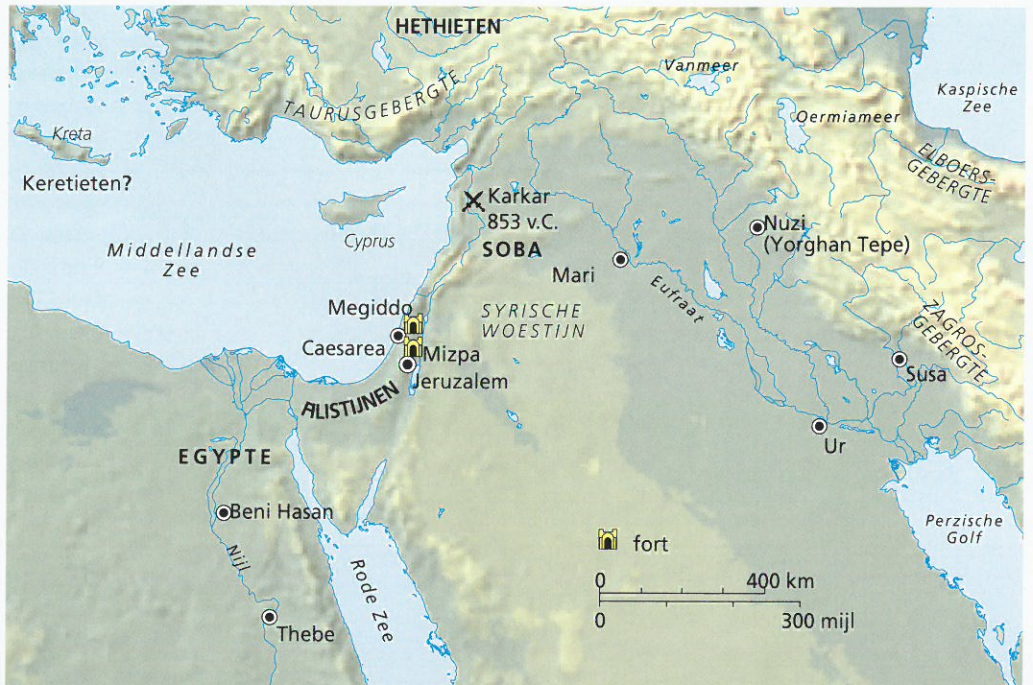 HETHIETEN
Vanmeer
Kaspische
Zee
TAURUSGEBERGTE
Oermiameer
Kreta
ELBOERS-
GEBERGTE
Keretieten?
Karkar
853 v.C.
Nuzi
(Yorghan Tepe)
Cyprus
SOBA
Middellandse
Zee
Mari
Eufraat
Megiddo
SYRISCHE
WOESTIJN
ZAGROS-
GEBERGTE
Caesarea
Mizpa
Jeruzalem
Susa
FILISTIJNEN
Ur
EGYPTE
Beni Hasan
Perzische
Golf
Nijl
fort
Rode Zee
0 400 km
0 300 mijl
Thebe